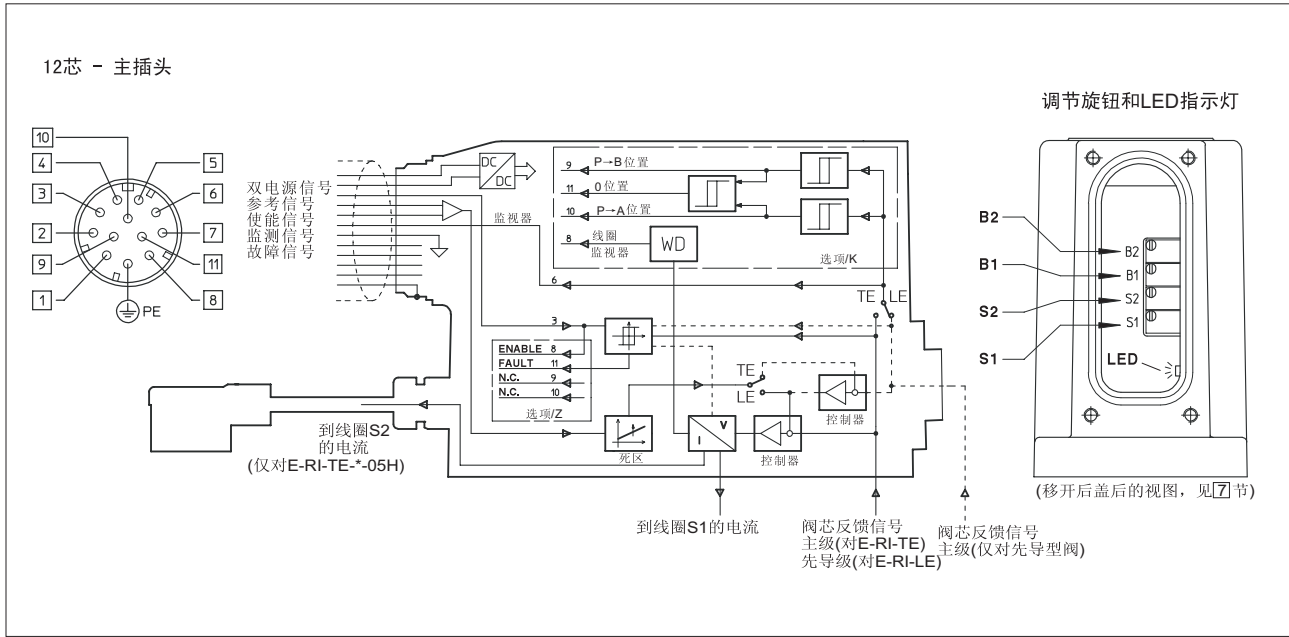 12芯 - 主插头
10
4
3
2
9
1
5
6
7
11
8
PE
双电源信号
参考信号
使能信号
监测信号
故障信号
DC
DC
监视器
9 P→B位置
11 0位置
10 P→A位置
8 线圈
监视器
WD
选项/K
6
TE LE
3
ENABLE 8
FAULT 11
N.C. 9
N.C. 10
选项/Z
TE
LE
控制器
死区
V
I
控制器
到线圈S2
的电流
(仅对E-RI-TE-*-05H)
到线圈S1的电流
阀芯反馈信号
主级(对E-RI-TE)
先导级(对E-RI-LE)
阀芯反馈信号
主级(仅对先导型阀)
调节旋钮和LED指示灯
B2
B1
S2
S1
B2
B1
S2
S1
LED
(移开后盖后的视图，见7节)